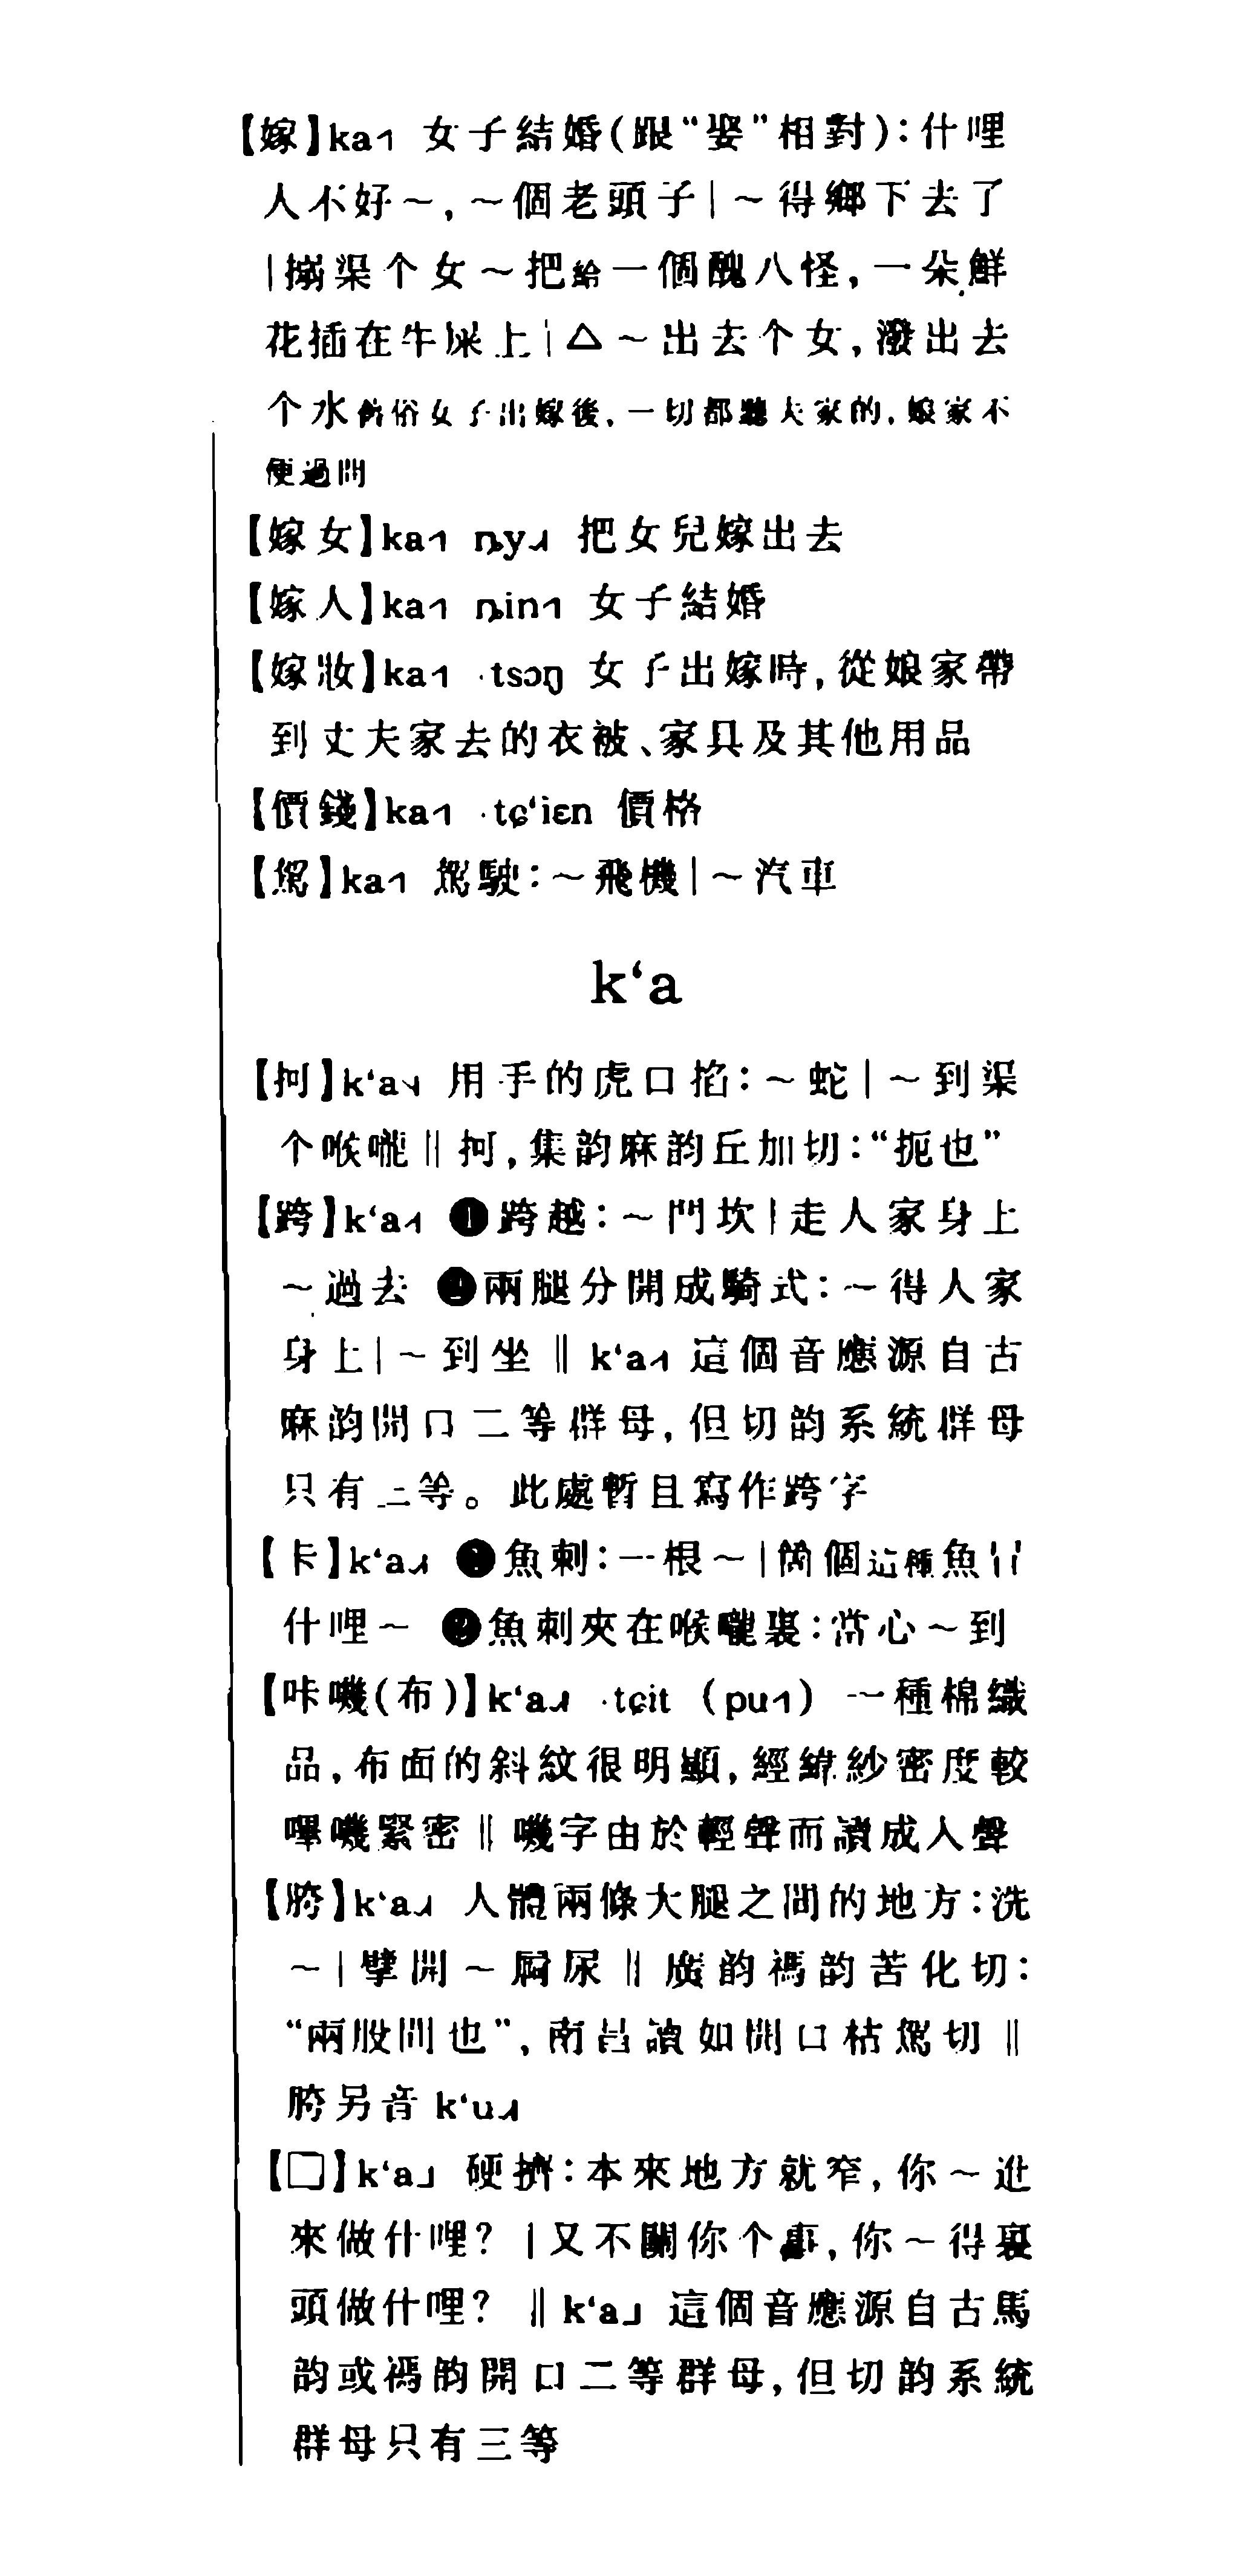 【嫁】ka˧˥ 女子結婚(跟“娶”相對)：什哩
人不好～，～個老頭子|～得鄉下去了
|搦渠个女～把給一個醜八怪，一朵鮮
花插在牛屎上|△～出去个女，潑出去
个水舊俗女子出嫁後，一切都聽夫家的，娘家不
便過問
【嫁女】ka˧˥ ȵy 把女兒嫁出去
【嫁人】ka˧˥ ȵin˧˥ 女子結婚
【嫁妝】ka˧˥ ·tsɔŋ 女子出嫁時，從娘家帶
到丈夫家去的衣被、家具及其他用品
【價錢】ka˧˥ ·tɕ‘iɛn 價格
【駕】ka˧˥ 駕駛：～飛機|～汽車
k‘a
【抲】k‘a 用手的虎口掐：～蛇|～到渠
个喉嚨‖抲，集韵麻韵丘加切：“扼也”
【跨】k‘a ❶跨越：～門坎|走人家身上
～過去 ❷兩腿分開成騎式：～得人家
身上|～到坐‖k‘a 這個音應源自古
麻韵開口二等群母，但切韵系統群母
只有三等。此處暫且寫作跨字
【卡】k‘a ❶魚刺：一根～|箇個這種魚冇
什哩～ ❷魚刺夾在喉嚨裏：當心～到
【咔嘰(布)】k‘a ·tɕit (pu˧˥) 一種棉織
品，布面的斜紋很明顯，經緯紗密度較
嗶嘰緊密‖嘰字由於輕聲而讀成入聲
【胯】k‘a 人體兩條大腿之間的地方：洗
～|擘開～屙尿‖廣韵禡韵苦化切：
“兩股間也”，南昌讀如開口枯駕切‖
胯另音 k‘u
【□】k‘a˩ 硬擠：本來地方就窄，你～進
來做什哩？|又不關你个事，你～得裏
頭做什哩？‖k‘a˩ 這個音應源自古馬
韵或禡韵開口二等群母，但切韵系統
群母只有三等